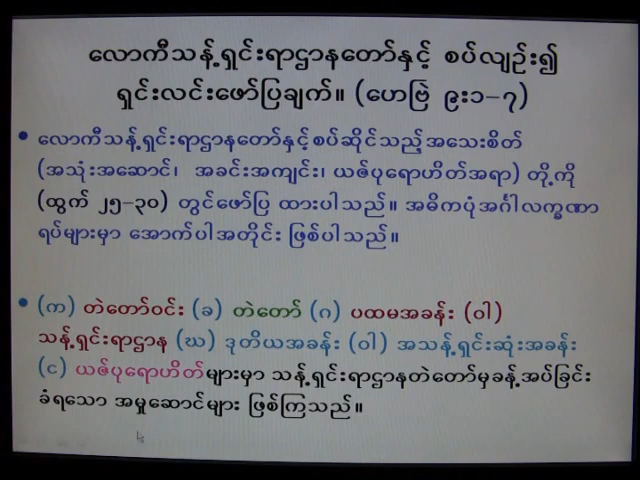 လောကီသန့်ရှင်းရာဌာနတော်နှင့် စပ်လျဉ်း၍
ရှင်းလင်းဖော်ပြချက်။ (ဟေဗြဲ ၉း၁-၇)
• လောကီသန့်ရှင်းရာဌာနတော်နှင့်စပ်ဆိုင်သည့်အသေးစိတ်
(အသုံးအဆောင်၊ အခင်းအကျင်း၊ ယဇ်ပုရောဟိတ်အရာ) တို့ကို
(ထွက် ၂၅-၃၀) တွင်ဖော်ပြ ထားပါသည်။ အဓိကပုံအင်္ဂါလက္ခဏာ
ရပ်များမှာ အောက်ပါအတိုင်း ဖြစ်ပါသည်။
• (က) တဲတော်ဝင်း (ခ) တဲတော် (ဂ) ပထမအခန်း (ဝါ)
သန့်ရှင်းရာဌာန (ဃ) ဒုတိယအခန်း (ဝါ) အသန့်ရှင်းဆုံးအခန်း
(င) ယဇ်ပုရောဟိတ်များမှာ သန့်ရှင်းရာဌာနတဲတော်မှခန့်အပ်ခြင်း
ခံရသော အမှုဆောင်များ ဖြစ်ကြသည်။